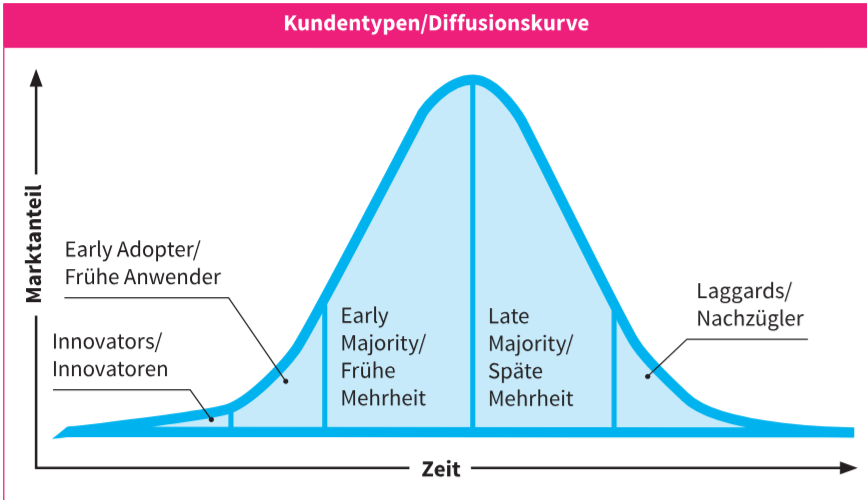 Kundentypen/Diffusionskurve
Marktanteil
Early Adopter/
Frühe Anwender
Innovators/
Innovatoren
Early
Majority/
Frühe
Mehrheit
Late
Majority/
Späte
Mehrheit
Laggards/
Nachzügler
Zeit